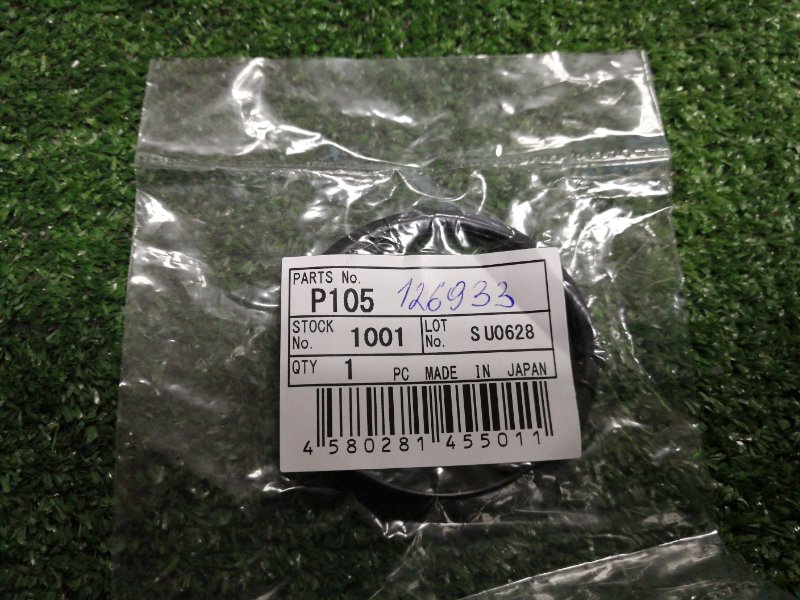 PARTS No.
P105 126933
STOCK No. 1001 LOT No. SU0628
QTY 1 PC MADE IN JAPAN
4 580281 455011